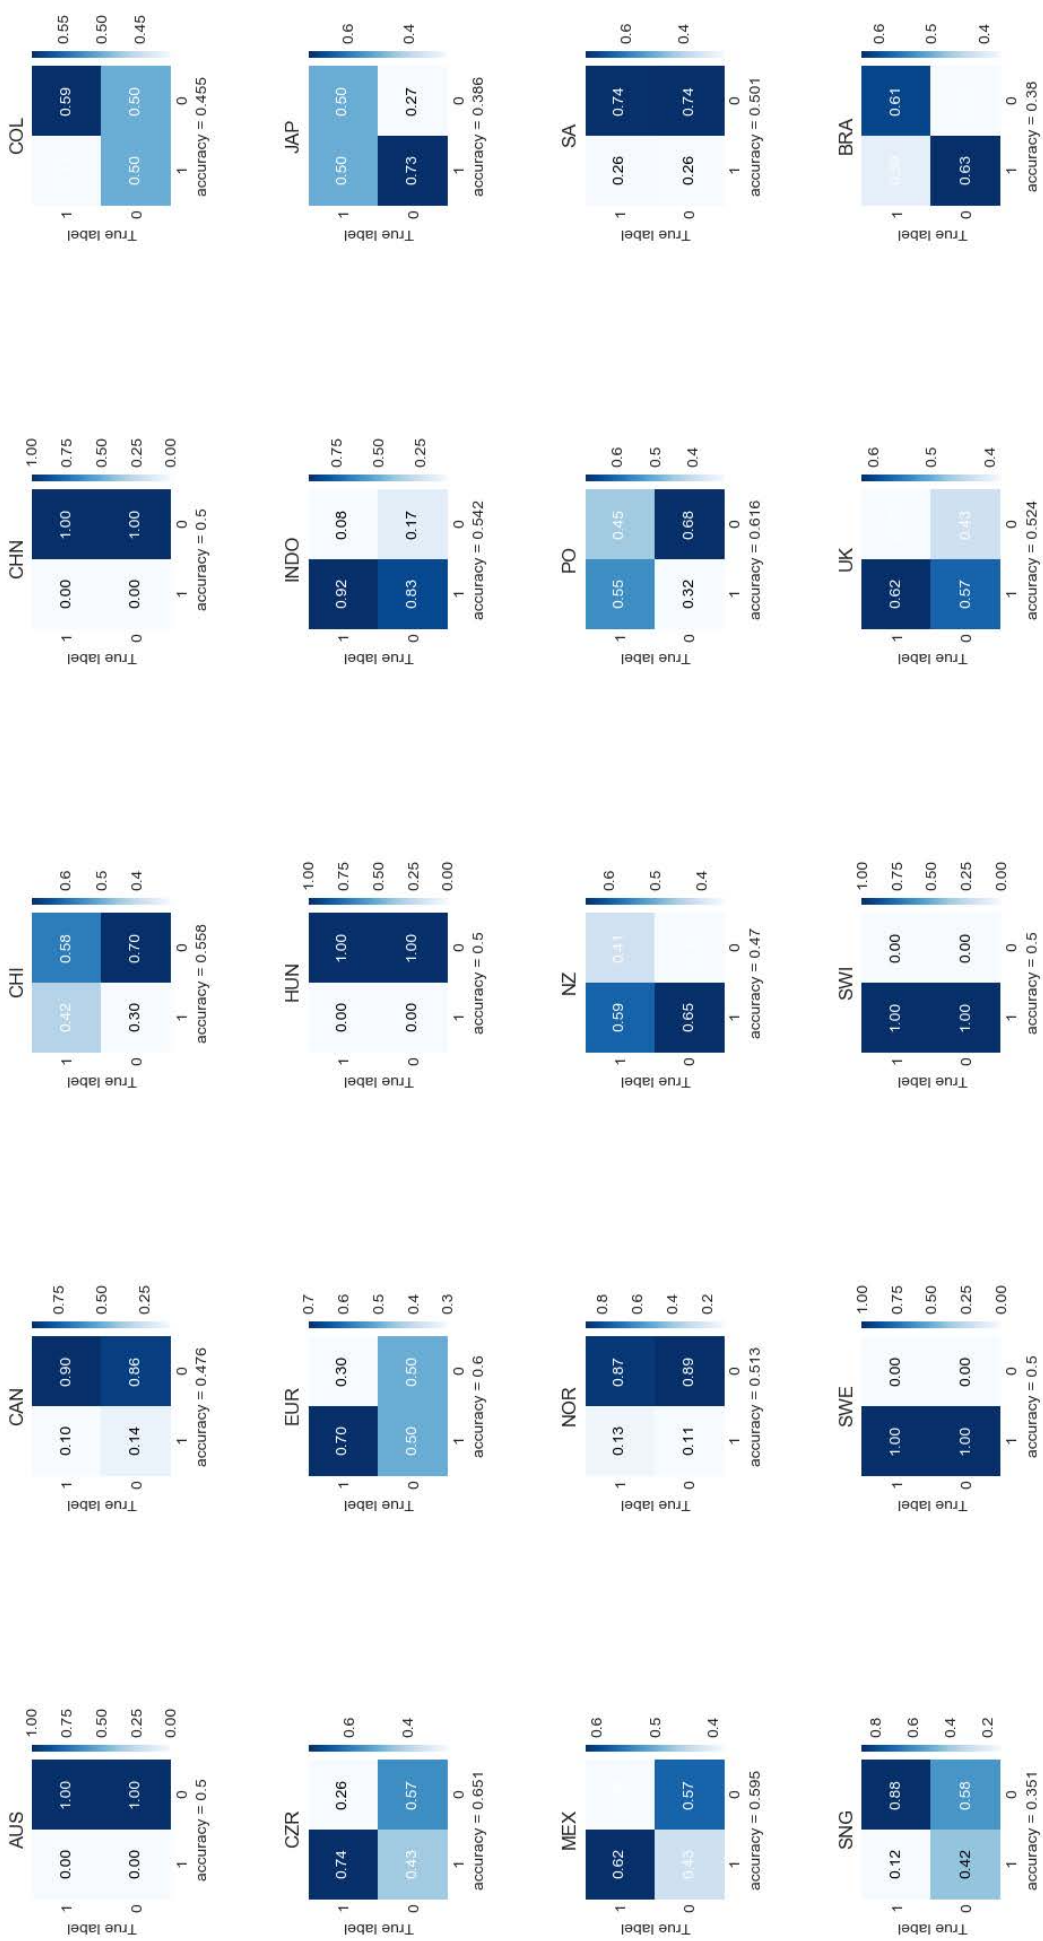 AUS
1 0.00 1.00
0 0.00 1.00
1 0
True label
accuracy = 0.5
1.00
0.75
0.50
0.25
0.00
CAN
1 0.10 0.90
0 0.14 0.86
1 0
True label
accuracy = 0.476
0.75
0.50
0.25
CHI
1 0.42 0.58
0 0.30 0.70
1 0
True label
accuracy = 0.558
0.6
0.5
0.4
CHN
1 0.00 1.00
0 0.00 1.00
1 0
True label
accuracy = 0.5
1.00
0.75
0.50
0.25
0.00
COL
1 0.59
0 0.50 0.50
1 0
True label
accuracy = 0.455
0.55
0.50
0.45
CZR
1 0.74 0.26
0 0.43 0.57
1 0
True label
accuracy = 0.651
0.6
0.4
EUR
1 0.70 0.30
0 0.50 0.50
1 0
True label
accuracy = 0.6
0.7
0.6
0.5
0.4
0.3
HUN
1 0.00 1.00
0 0.00 1.00
1 0
True label
accuracy = 0.5
1.00
0.75
0.50
0.25
0.00
INDO
1 0.92 0.08
0 0.83 0.17
1 0
True label
accuracy = 0.542
0.75
0.50
0.25
JAP
1 0.50 0.50
0 0.73 0.27
1 0
True label
accuracy = 0.386
0.6
0.4
MEX
1 0.62
0 0.43 0.57
1 0
True label
accuracy = 0.595
0.6
0.5
0.4
NOR
1 0.13 0.87
0 0.11 0.89
1 0
True label
accuracy = 0.513
0.8
0.6
0.4
0.2
NZ
1 0.59 0.41
0 0.65
1 0
True label
accuracy = 0.47
0.6
0.5
0.4
PO
1 0.55 0.45
0 0.32 0.68
1 0
True label
accuracy = 0.616
0.6
0.5
0.4
SA
1 0.26 0.74
0 0.26 0.74
1 0
True label
accuracy = 0.501
0.6
0.4
SNG
1 0.12 0.88
0 0.42 0.58
1 0
True label
accuracy = 0.351
0.8
0.6
0.4
0.2
SWE
1 1.00 0.00
0 1.00 0.00
1 0
True label
accuracy = 0.5
1.00
0.75
0.50
0.25
0.00
SWI
1 1.00 0.00
0 1.00 0.00
1 0
True label
accuracy = 0.5
1.00
0.75
0.50
0.25
0.00
UK
1 0.62
0 0.57 0.43
1 0
True label
accuracy = 0.524
0.6
0.5
0.4
BRA
1 0.61
0 0.63
1 0
True label
accuracy = 0.38
0.6
0.5
0.4